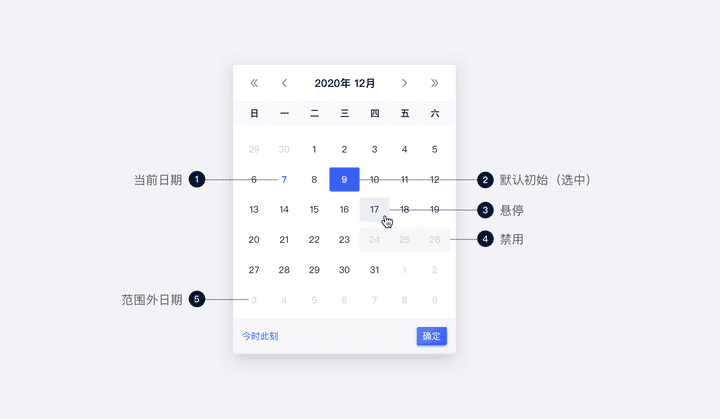 2020年 12月
日 一 二 三 四 五 六
29 30 1 2 3 4 5
当前日期 1 6 7 8 9 10 11 12 2 默认初始（选中）
13 14 15 16 17 18 19 3 悬停
20 21 22 23 24 25 26 4 禁用
27 28 29 30 31 1 2
范围外日期 5 3 4 5 6 7 8 9
今时此刻 确定